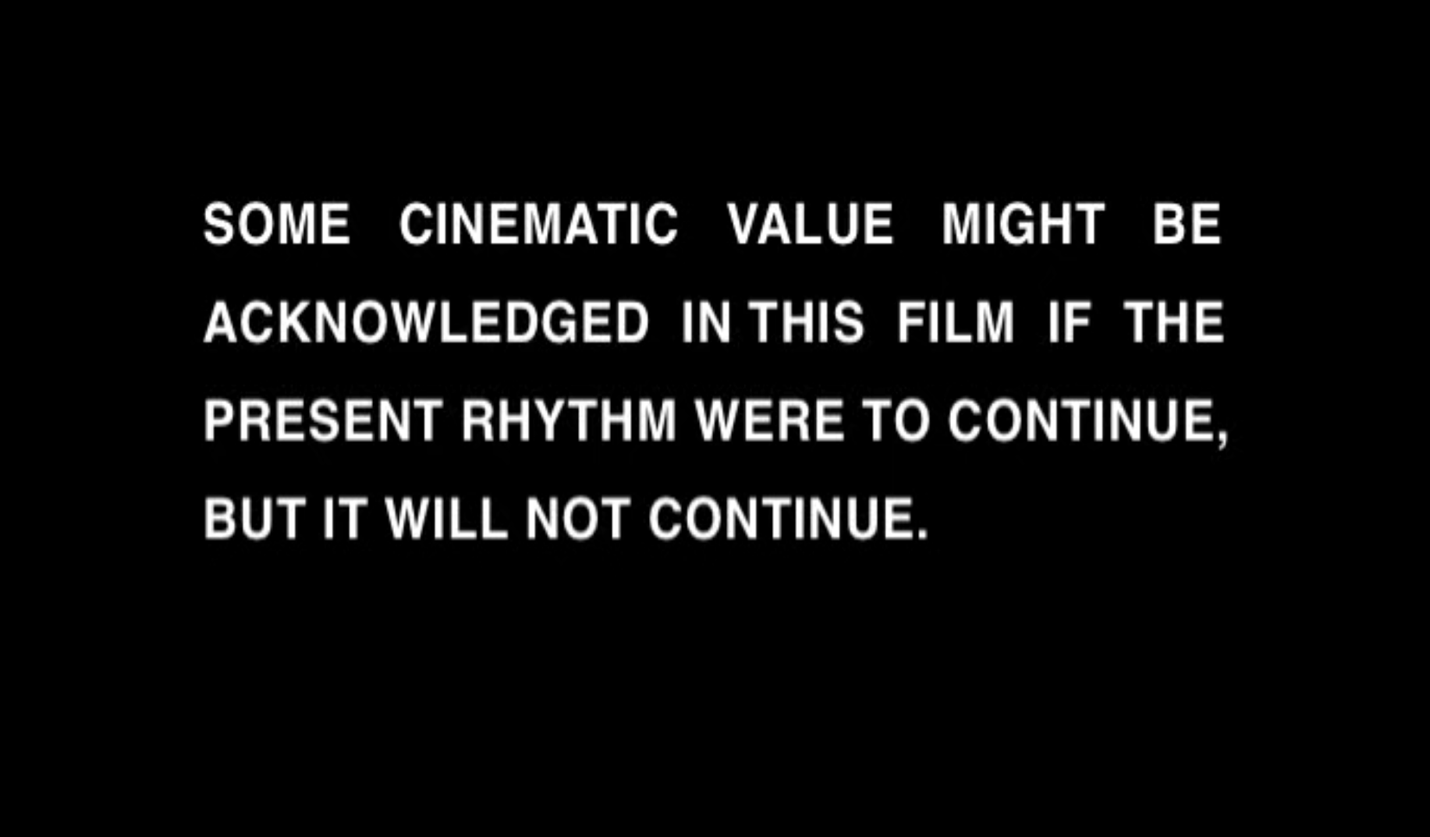 SOME CINEMATIC VALUE MIGHT BE
ACKNOWLEDGED IN THIS FILM IF THE
PRESENT RHYTHM WERE TO CONTINUE,
BUT IT WILL NOT CONTINUE.